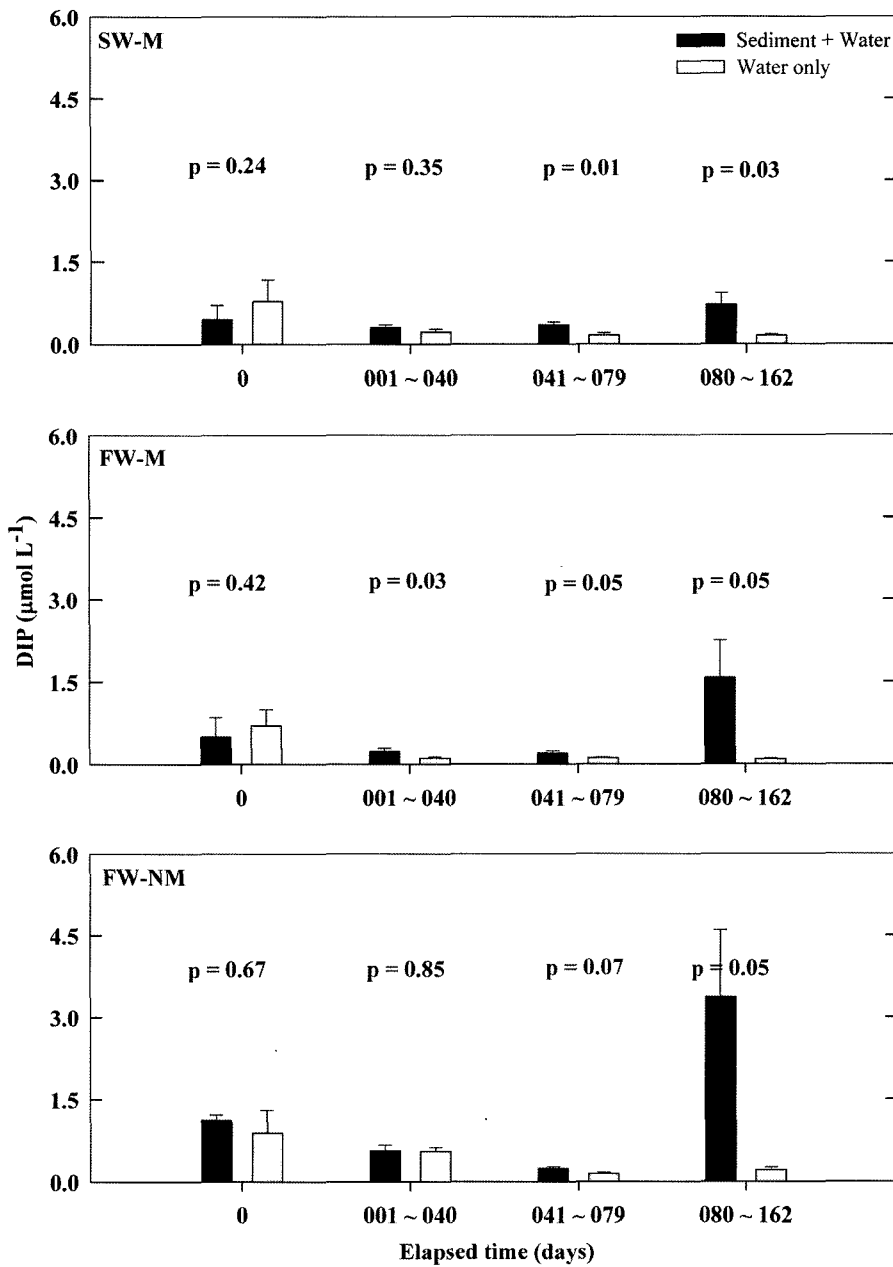 SW-M
Sediment + Water
Water only
6.0
4.5
3.0
1.5
0.0
p = 0.24 p = 0.35 p = 0.01 p = 0.03
0 001 ~ 040 041 ~ 079 080 ~ 162
FW-M
6.0
4.5
3.0
1.5
0.0
p = 0.42 p = 0.03 p = 0.05 p = 0.05
0 001 ~ 040 041 ~ 079 080 ~ 162
DIP (µmol L⁻¹)
FW-NM
6.0
4.5
3.0
1.5
0.0
p = 0.67 p = 0.85 p = 0.07 p = 0.05
0 001 ~ 040 041 ~ 079 080 ~ 162
Elapsed time (days)